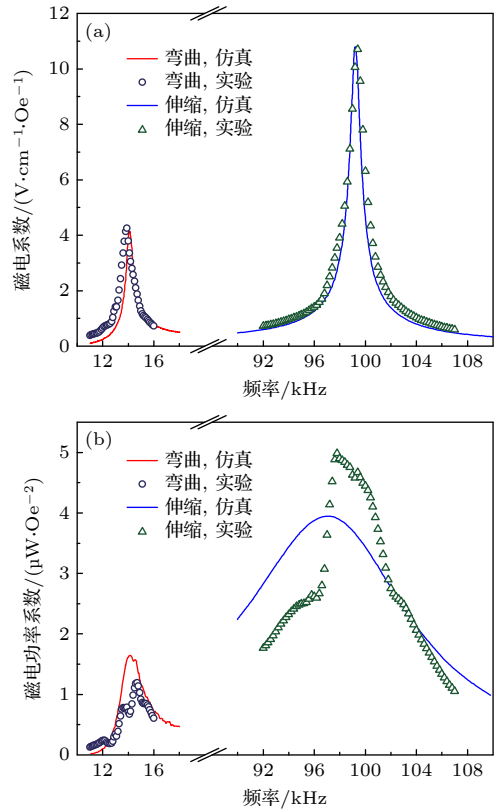 (a)
弯曲, 仿真
弯曲, 实验
伸缩, 仿真
伸缩, 实验
磁电系数/(V·cm⁻¹·Oe⁻¹)
12
10
8
6
4
2
0
12 16 92 96 100 104 108
频率/kHz
(b)
弯曲, 仿真
弯曲, 实验
伸缩, 仿真
伸缩, 实验
磁电功率系数/(μW·Oe⁻²)
5
4
3
2
1
0
12 16 92 96 100 104 108
频率/kHz